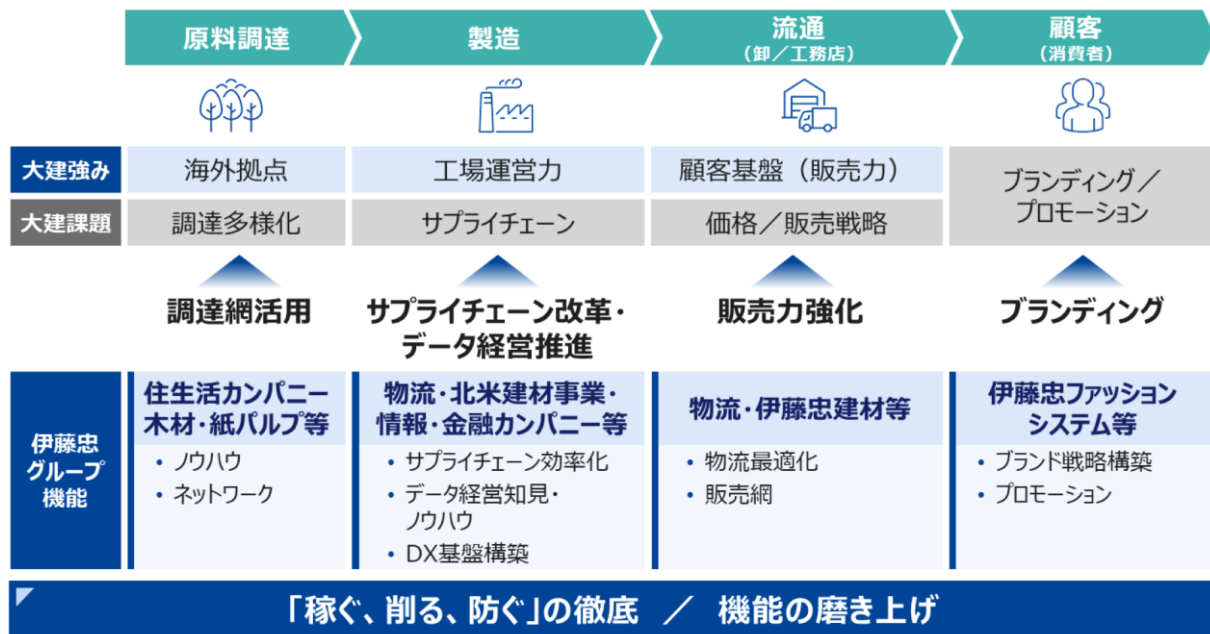 原料調達
製造
流通
(卸／工務店)
顧客
(消費者)
大建強み
海外拠点
工場運営力
顧客基盤（販売力）
ブランディング／
プロモーション
大建課題
調達多様化
サプライチェーン
価格／販売戦略
調達網活用
サプライチェーン改革・
データ経営推進
販売力強化
ブランディング
伊藤忠
グループ
機能
住生活カンパニー
木材・紙パルプ等
• ノウハウ
• ネットワーク
物流・北米建材事業・
情報・金融カンパニー等
• サプライチェーン効率化
• データ経営知見・
ノウハウ
• DX基盤構築
物流・伊藤忠建材等
• 物流最適化
• 販売網
伊藤忠ファッション
システム等
• ブランド戦略構築
• プロモーション
「稼ぐ、削る、防ぐ」の徹底 ／ 機能の磨き上げ